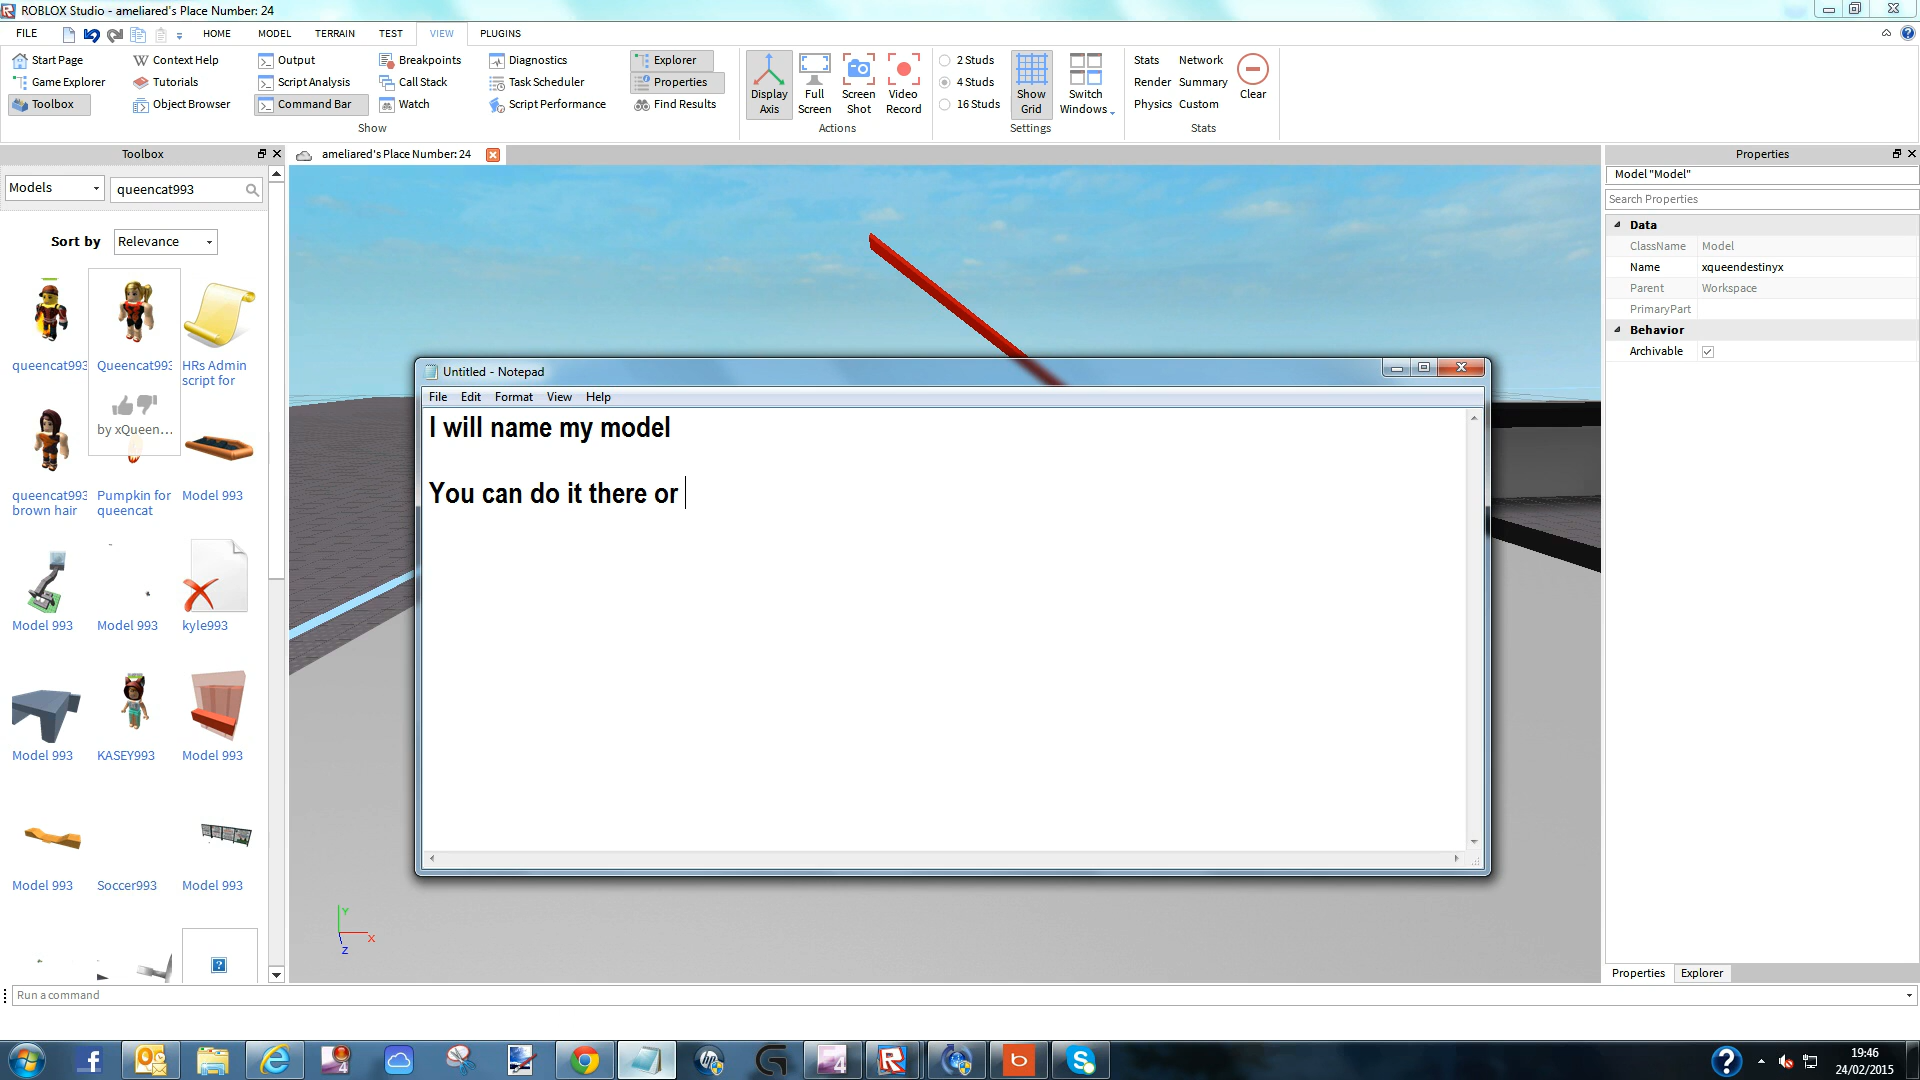 ROBLOX Studio - ameliared's Place Number: 24
FILE HOME MODEL TERRAIN TEST VIEW PLUGINS
Start Page
Game Explorer
Toolbox
Context Help
Tutorials
Object Browser
Output
Script Analysis
Command Bar
Breakpoints
Call Stack
Watch
Diagnostics
Task Scheduler
Script Performance
Explorer
Properties
Find Results
Show
Display Axis
Full Screen
Screen Shot
Video Record
Actions
2 Studs
4 Studs
16 Studs
Show Grid
Switch Windows
Settings
Stats Network
Render Summary
Physics Custom
Clear
Stats
Toolbox
ameliared's Place Number: 24
Models
queencat993
Sort by Relevance
queencat993
Queencat993
by xQueen...
HRs Admin
script for
queencat993
brown hair
Pumpkin for
queencat
Model 993
Model 993
Model 993
kyle993
Model 993
KASEY993
Model 993
Model 993
Soccer993
Model 993
Untitled - Notepad
File Edit Format View Help
I will name my model
You can do it there or
Y
X
Z
Properties
Model "Model"
Search Properties
Data
ClassName Model
Name xqueendestinyx
Parent Workspace
PrimaryPart
Behavior
Archivable
Properties Explorer
Run a command
19:46
24/02/2015